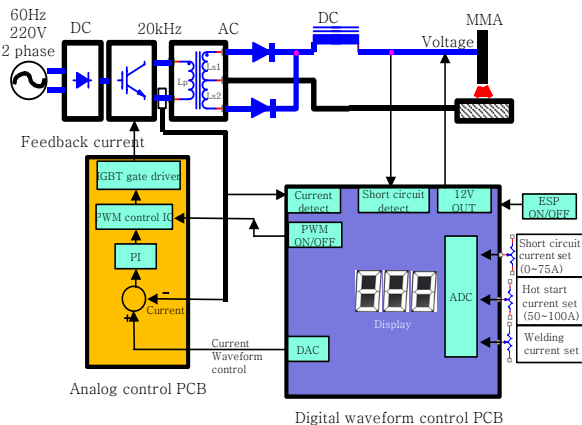 60Hz
220V
2 phase
DC
20kHz
AC
DC
MMA
Voltage
Lp
Ls1
Ls2
Feedback current
IGBT gate driver
PWM control IC
PI
Current
Analog control PCB
Current detect
Short circuit detect
12V OUT
PWM ON/OFF
ESP ON/OFF
ADC
888
Display
DAC
Current
Waveform
control
Short circuit
current set
(0~75A)
Hot start
current set
(50~100A)
Welding
current set
Digital waveform control PCB